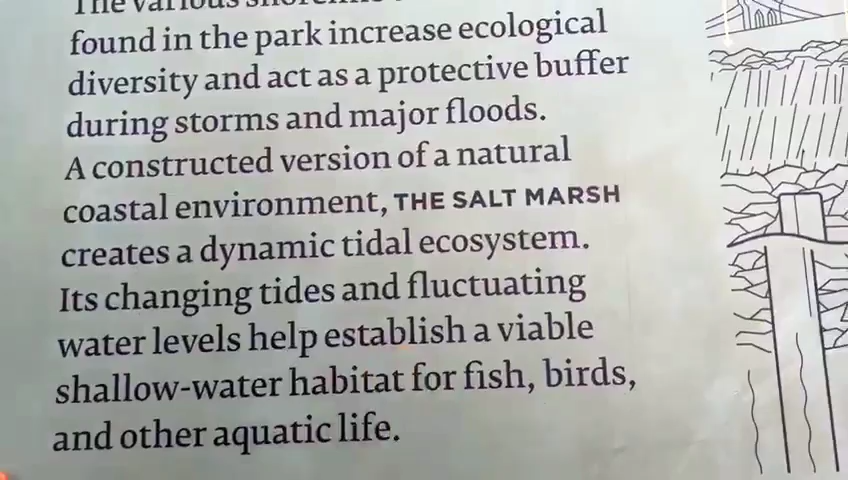 The various
found in the park increase ecological
diversity and act as a protective buffer
during storms and major floods.
A constructed version of a natural
coastal environment, THE SALT MARSH
creates a dynamic tidal ecosystem.
Its changing tides and fluctuating
water levels help establish a viable
shallow-water habitat for fish, birds,
and other aquatic life.